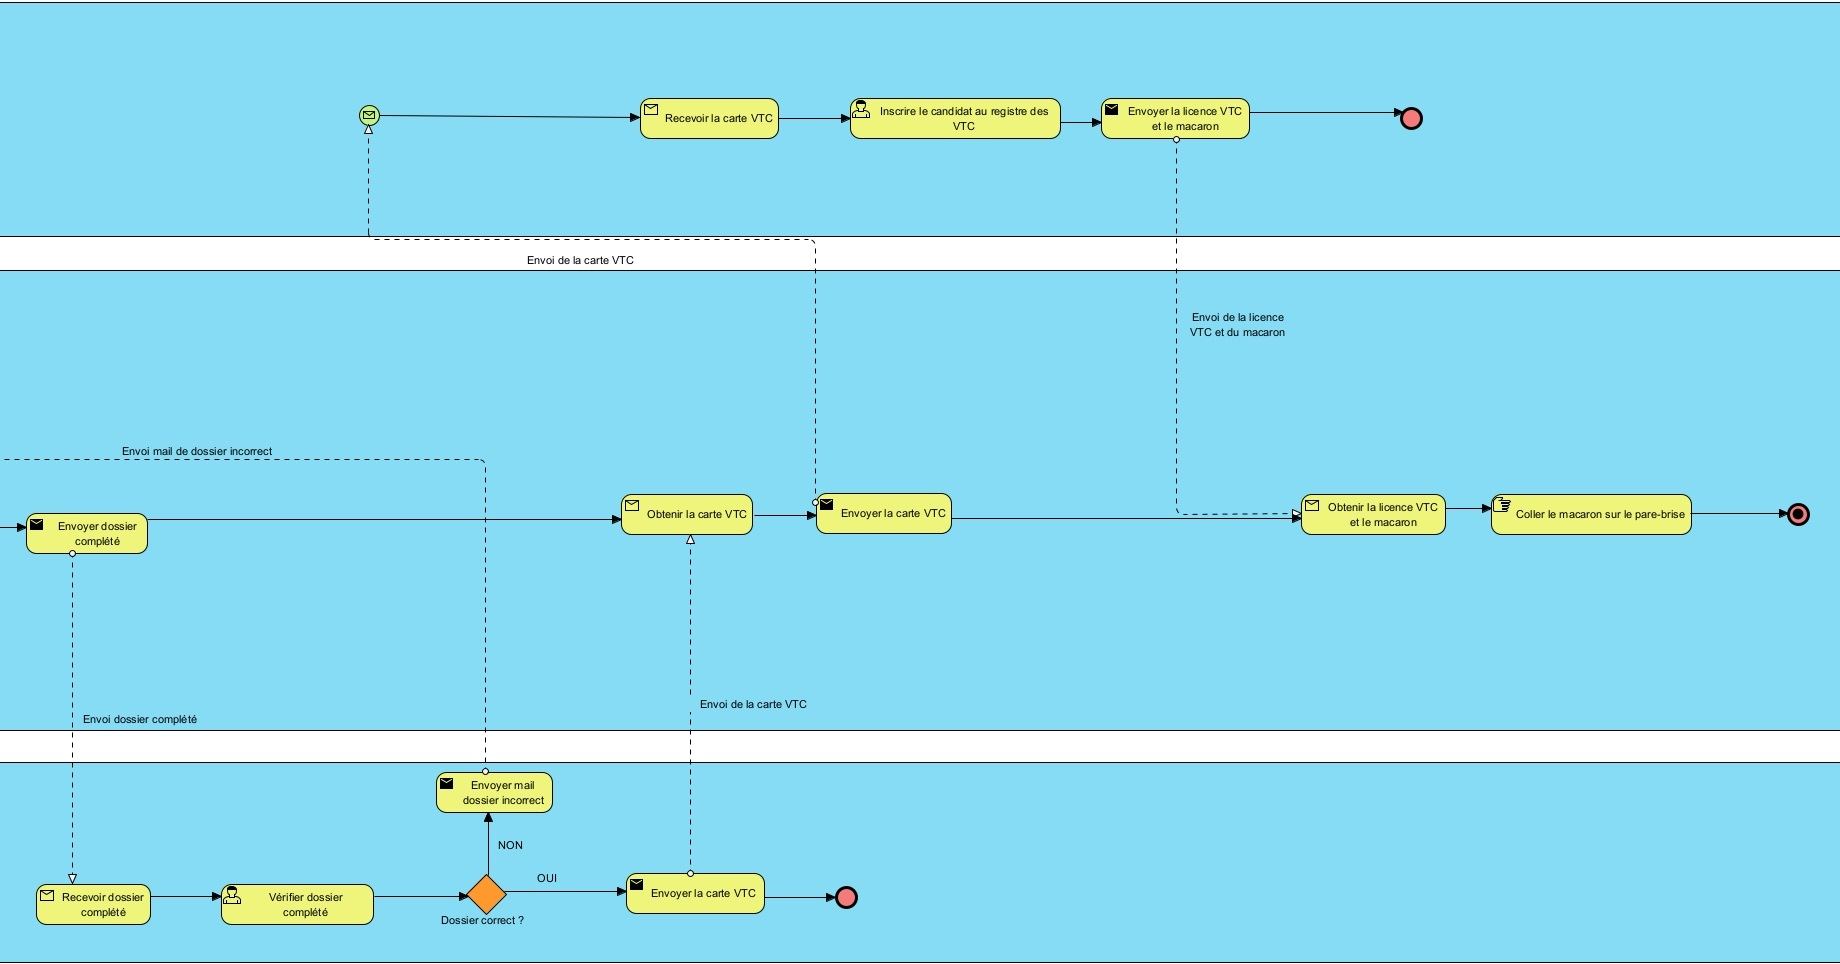 Recevoir la carte VTC
Inscrire le candidat au registre des
VTC
Envoyer la licence VTC
et le macaron
Envoi de la carte VTC
Envoi de la licence
VTC et du macaron
Envoi mail de dossier incorrect
Envoyer dossier
complété
Obtenir la carte VTC
Envoyer la carte VTC
Obtenir la licence VTC
et le macaron
Coller le macaron sur le pare-brise
Envoi de la carte VTC
Envoi dossier complété
Envoyer mail
dossier incorrect
NON
OUI
Recevoir dossier
complété
Vérifier dossier
complété
Dossier correct ?
Envoyer la carte VTC